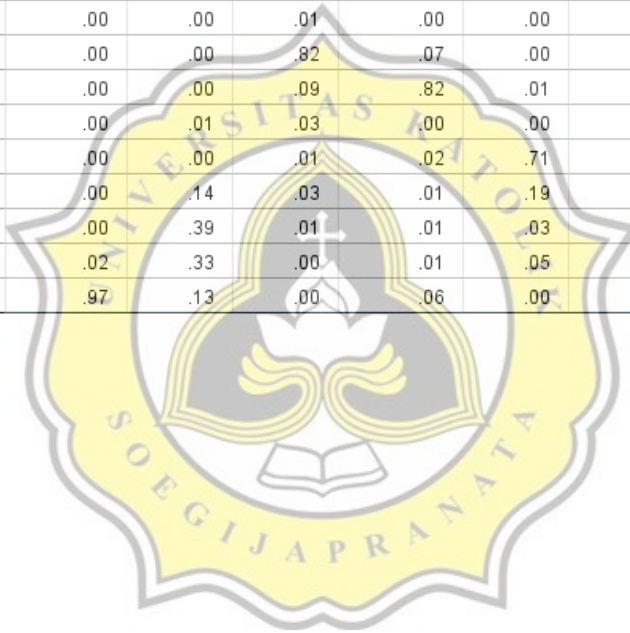 .00 .00 .01 .00 .00
.00 .00 .82 .07 .00
.00 .00 .09 .82 .01
.00 .01 .03 .00 .00
.00 .00 .01 .02 .71
.00 .14 .03 .01 .19
.00 .39 .01 .01 .03
.02 .33 .00 .01 .05
.97 .13 .00 .06 .00
UNIVERSITAS KATOLIK
SOEGIJAPRANATA